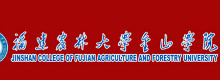 福建农林大学金山学院
JINSHAN COLLEGE OF FUJIAN AGRICULTURE AND FORESTRY UNIVERSITY